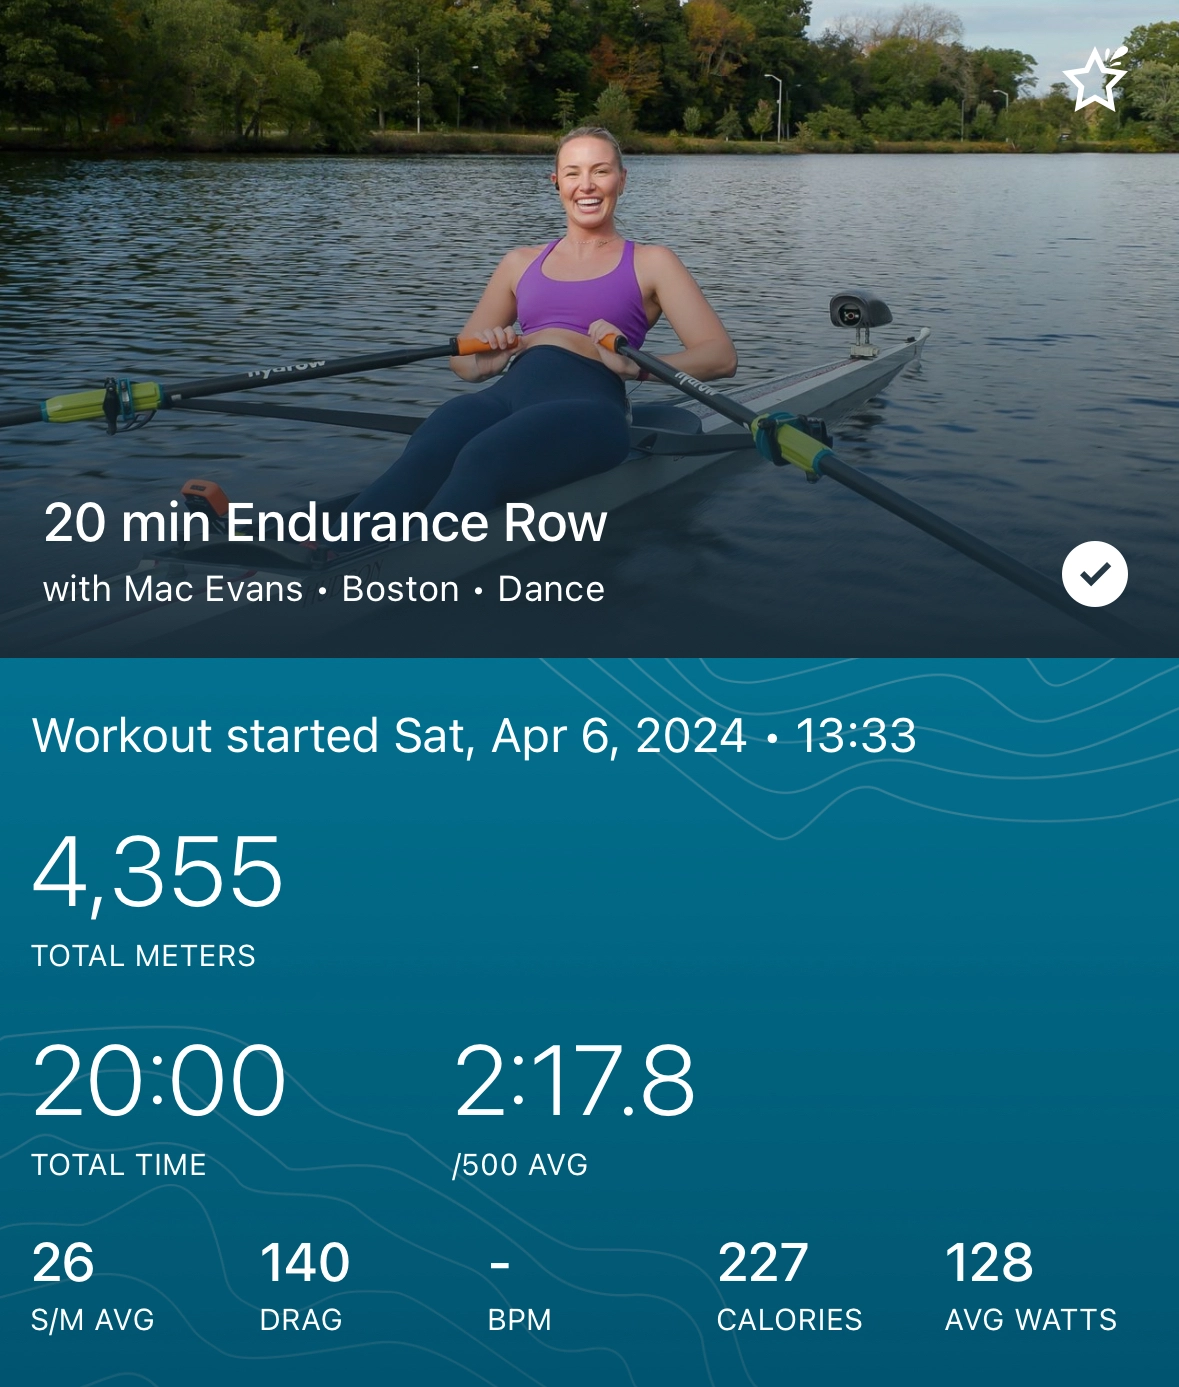 hydrow
hydrow
20 min Endurance Row
with Mac Evans • Boston • Dance
Workout started Sat, Apr 6, 2024 • 13:33
4,355
TOTAL METERS
20:00 2:17.8
TOTAL TIME /500 AVG
26 140 - 227 128
S/M AVG DRAG BPM CALORIES AVG WATTS